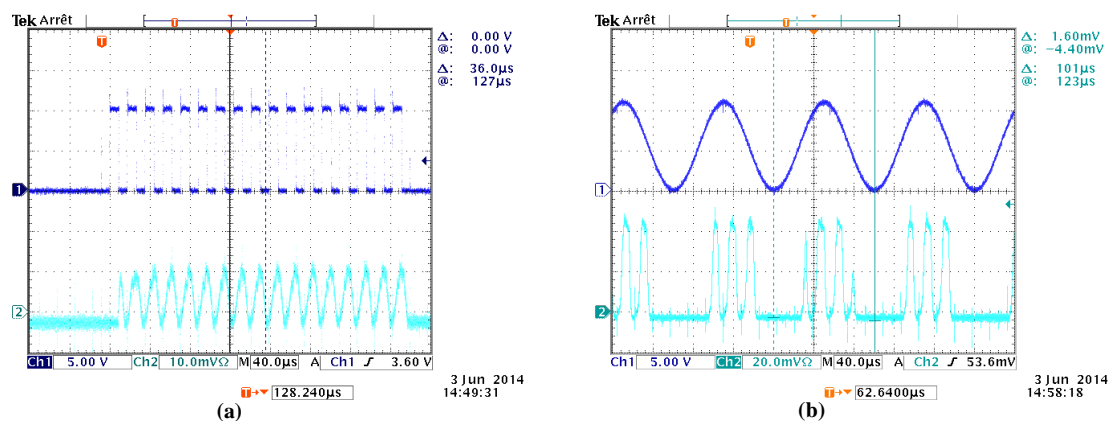 Tek Arrêt
T
T
Δ: 0.00 V
@: 0.00 V
Δ: 36.0µs
@: 127µs
1
2
Ch1 5.00 V Ch2 10.0mVΩ M 40.0µs A Ch1 ʃ 3.60 V
T→▼ 128.240µs
3 Jun 2014
14:49:31
(a)
Tek Arrêt
T
T
Δ: 1.60mV
@: −4.40mV
Δ: 101µs
@: 123µs
1
2
Ch1 5.00 V Ch2 20.0mVΩ M 40.0µs A Ch2 ʃ 53.6mV
T→▼ 62.6400µs
3 Jun 2014
14:58:18
(b)